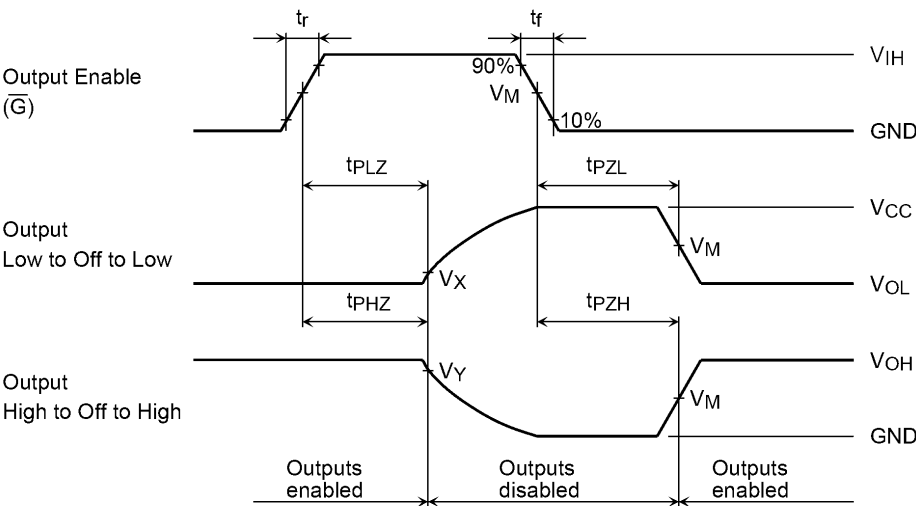 tr
tf
VIH
Output Enable
(G̅)
90%
VM
10%
GND
tPLZ
tPZL
VCC
Output
Low to Off to Low
VM
VX
VOL
tPHZ
tPZH
VOH
VY
Output
High to Off to High
VM
GND
Outputs
enabled
Outputs
disabled
Outputs
enabled